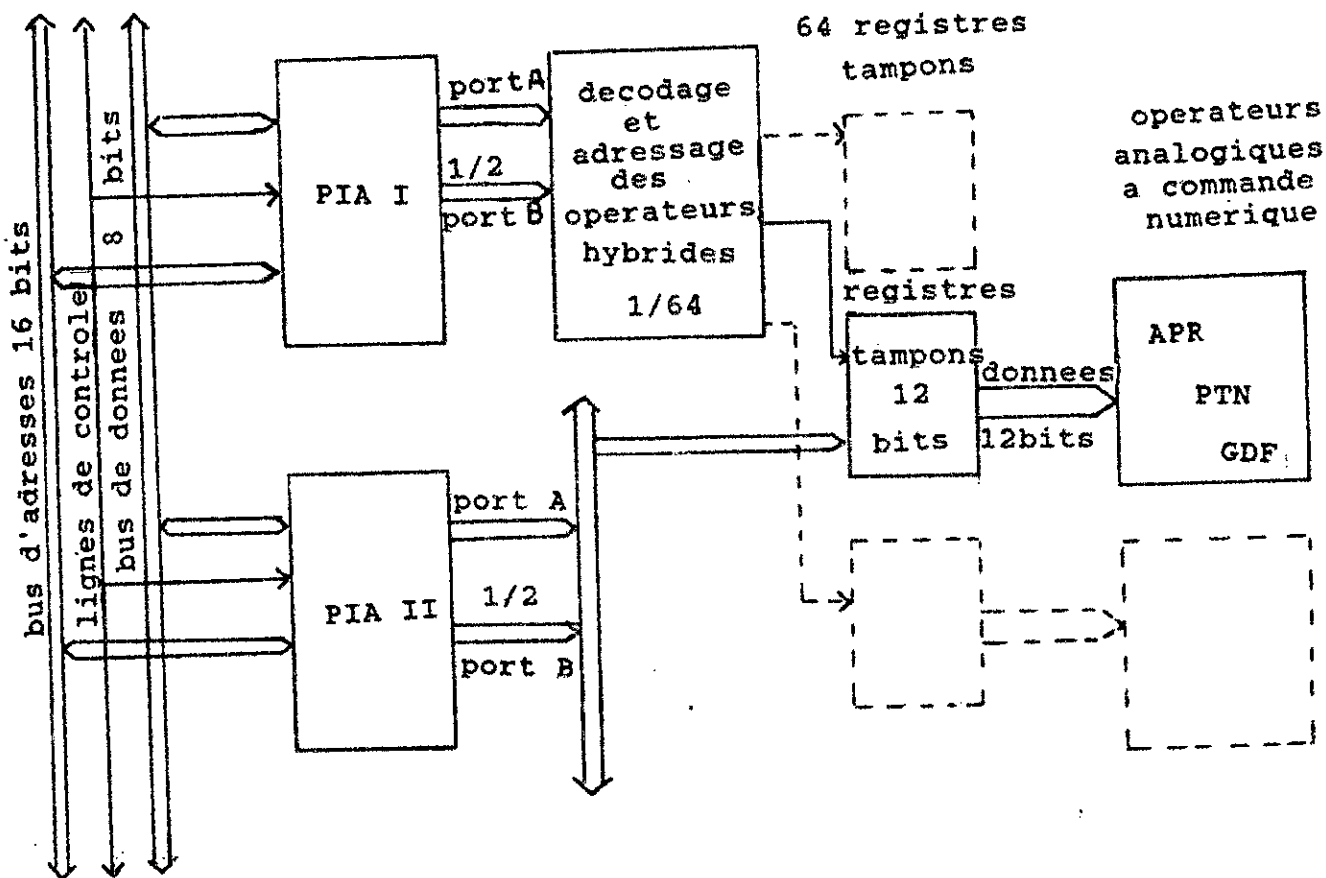 64 registres
tampons
operateurs
analogiques
a commande
numerique
bus d'adresses 16 bits
lignes de controle
bus de donnees 8 bits
PIA I
port A
1/2
port B
decodage
et
adressage
des
operateurs
hybrides
1/64
registres
tampons
12
bits
donnees
12bits
APR
PTN
GDF
PIA II
port A
1/2
port B